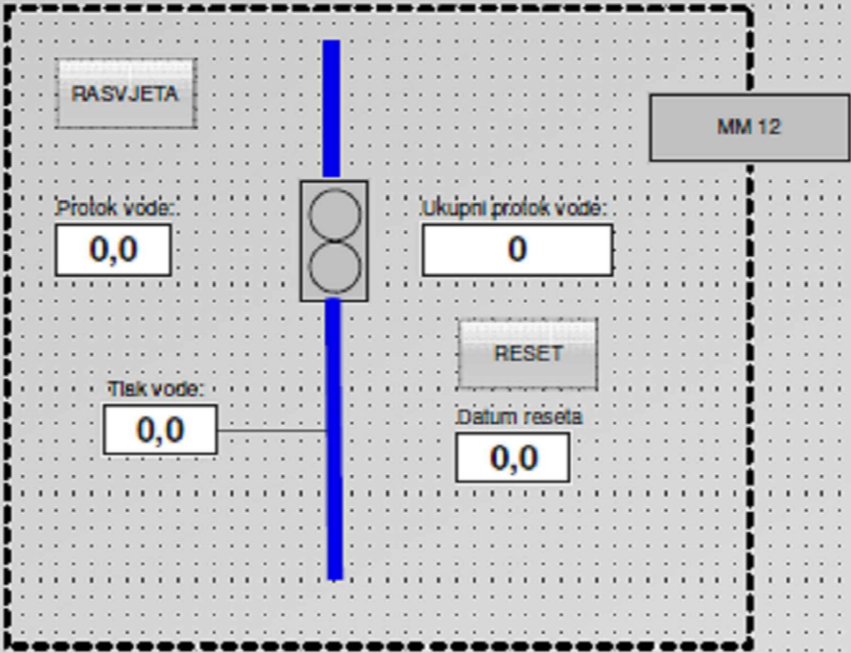 RASVJETA
MM 12
Protok vode:
0,0
Ukupni protok vode:
0
RESET
Tlak vode:
0,0
Datum reseta
0,0